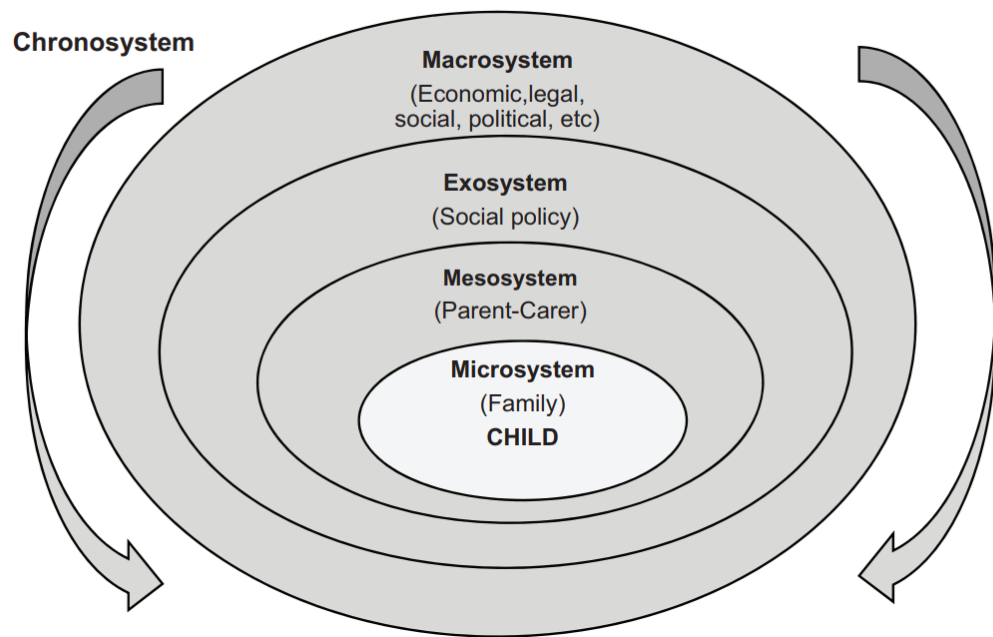 Chronosystem
Macrosystem
(Economic,legal,
social, political, etc)
Exosystem
(Social policy)
Mesosystem
(Parent-Carer)
Microsystem
(Family)
CHILD